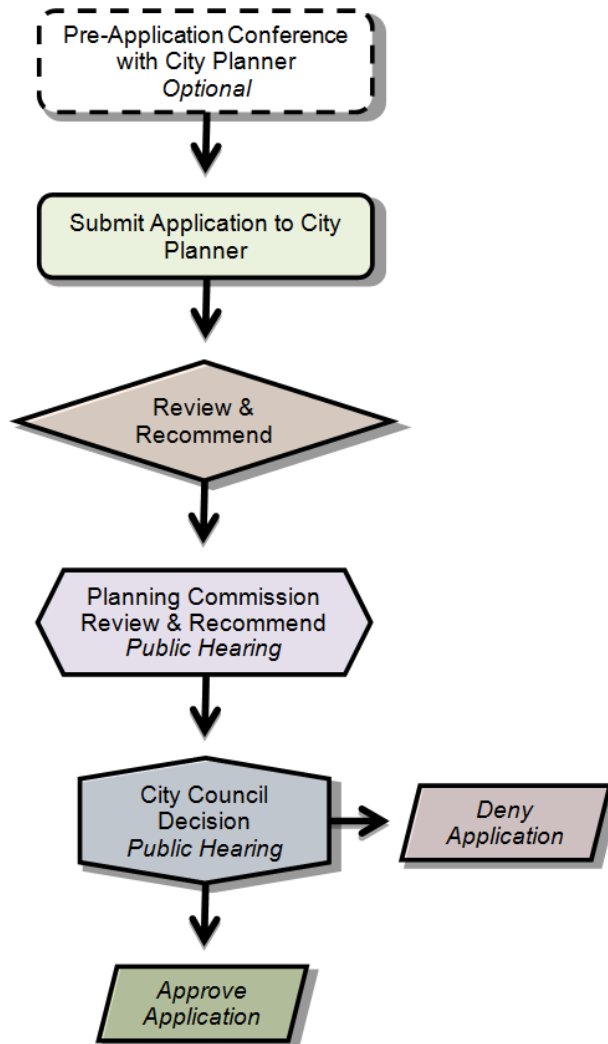 Pre-Application Conference
with City Planner
Optional
Submit Application to City
Planner
Review &
Recommend
Planning Commission
Review & Recommend
Public Hearing
City Council
Decision
Public Hearing
Deny
Application
Approve
Application